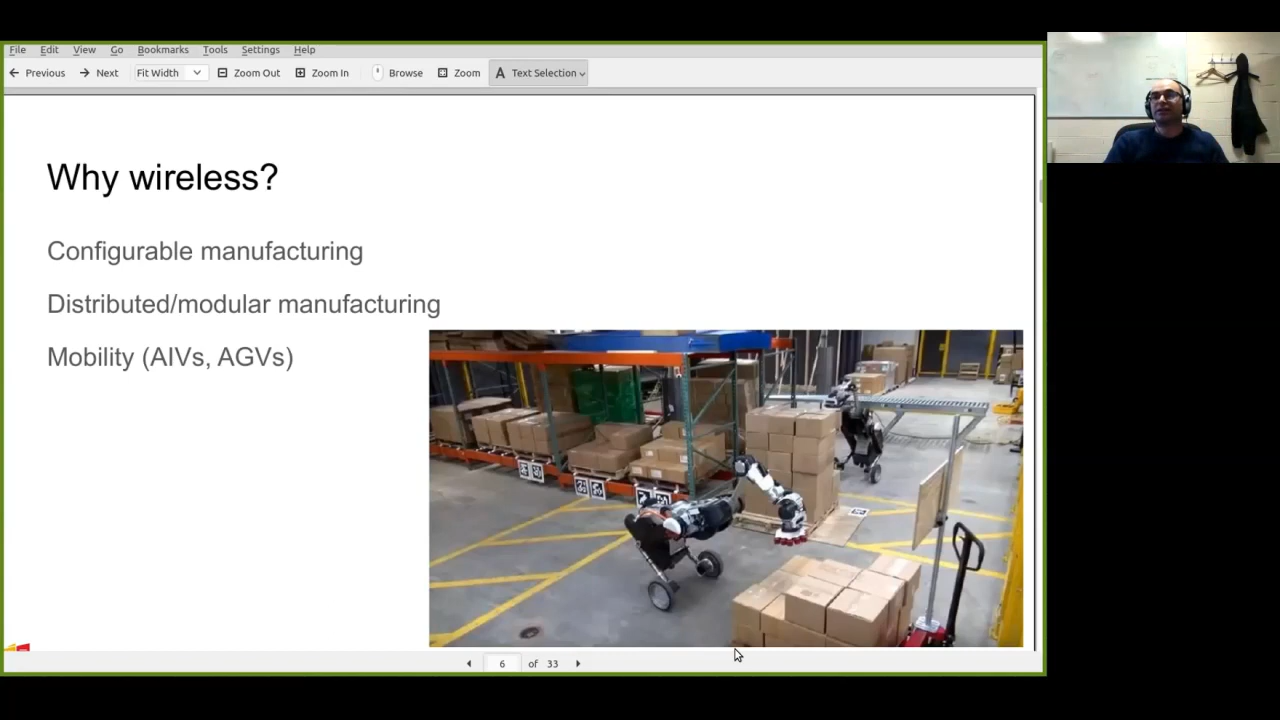 File Edit View Go Bookmarks Tools Settings Help
Previous Next Fit Width Zoom Out Zoom In Browse Zoom Text Selection
Why wireless?
Configurable manufacturing
Distributed/modular manufacturing
Mobility (AIVs, AGVs)
6 of 33